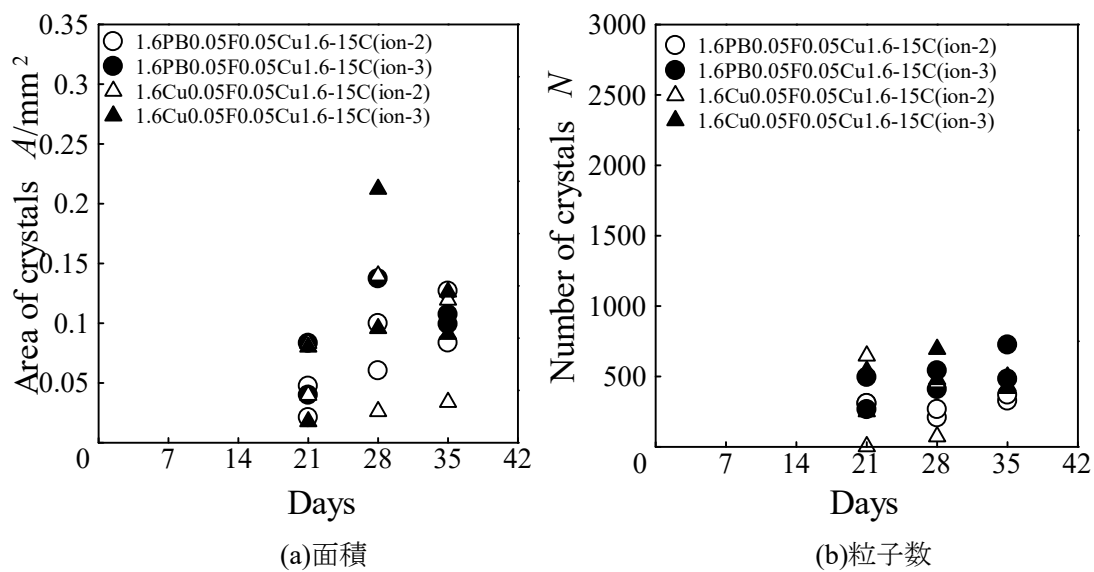 0.35
0.3
0.25
0.2
0.15
0.1
0.05
0
7
14
21
28
35
42
Area of crystals A/mm²
Days
1.6PB0.05F0.05Cu1.6-15C(ion-2)
1.6PB0.05F0.05Cu1.6-15C(ion-3)
1.6Cu0.05F0.05Cu1.6-15C(ion-2)
1.6Cu0.05F0.05Cu1.6-15C(ion-3)
(a)面積
3000
2500
2000
1500
1000
500
0
7
14
21
28
35
42
Number of crystals N
Days
1.6PB0.05F0.05Cu1.6-15C(ion-2)
1.6PB0.05F0.05Cu1.6-15C(ion-3)
1.6Cu0.05F0.05Cu1.6-15C(ion-2)
1.6Cu0.05F0.05Cu1.6-15C(ion-3)
(b)粒子数